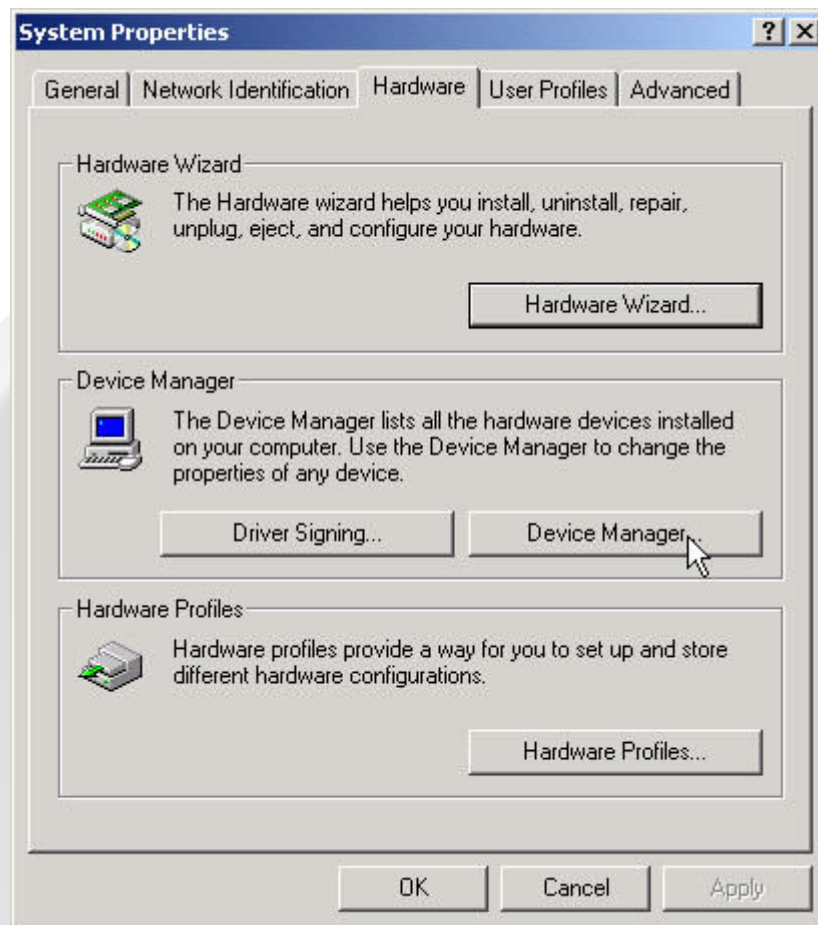 System Properties
General
Network Identification
Hardware
User Profiles
Advanced
Hardware Wizard
The Hardware wizard helps you install, uninstall, repair,
unplug, eject, and configure your hardware.
Hardware Wizard...
Device Manager
The Device Manager lists all the hardware devices installed
on your computer. Use the Device Manager to change the
properties of any device.
Driver Signing...
Device Manager...
Hardware Profiles
Hardware profiles provide a way for you to set up and store
different hardware configurations.
Hardware Profiles...
OK
Cancel
Apply